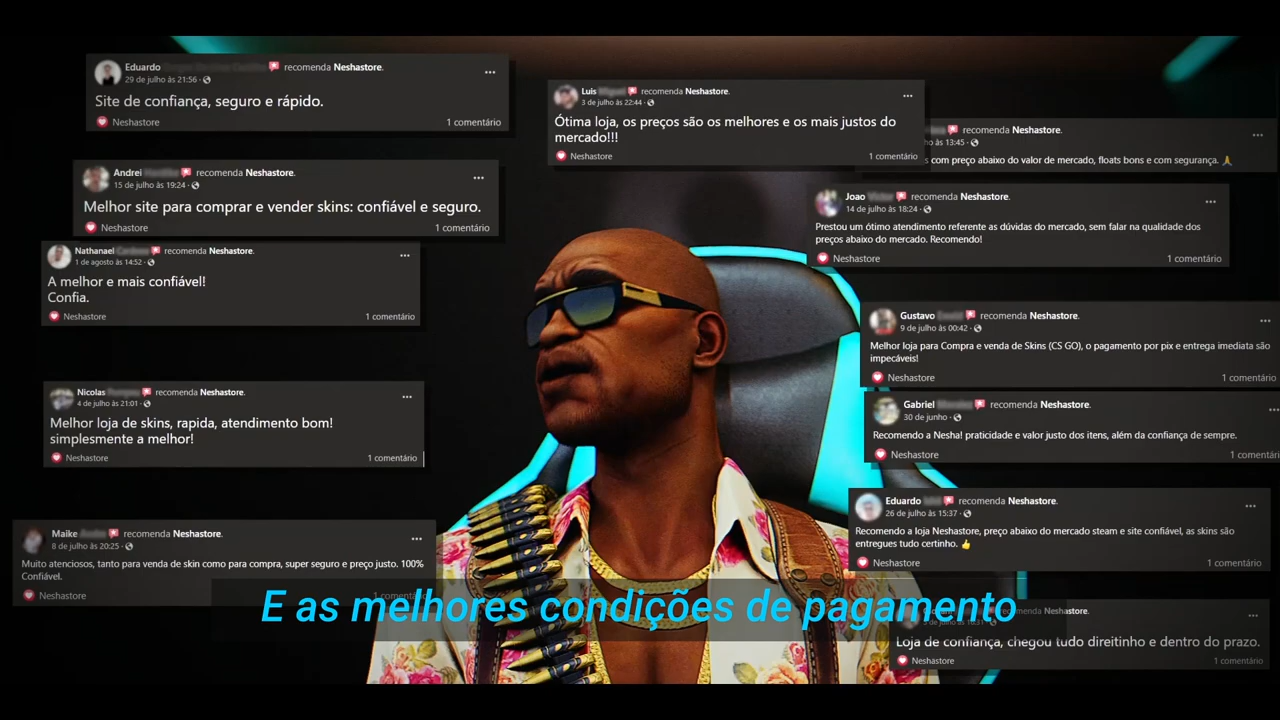 Eduardo recomenda Neshastore.
29 de julho às 21:56
Site de confiança, seguro e rápido.
Neshastore
1 comentário
Andrei recomenda Neshastore.
15 de julho às 19:24
Melhor site para comprar e vender skins: confiável e seguro.
Neshastore
1 comentário
Nathanael recomenda Neshastore.
1 de agosto às 14:52
A melhor e mais confiável!
Confia.
Neshastore
1 comentário
Nicolas recomenda Neshastore.
4 de julho às 21:01
Melhor loja de skins, rapida, atendimento bom!
simplesmente a melhor!
Neshastore
1 comentário
Maike recomenda Neshastore.
8 de julho às 20:25
Muito atenciosos, tanto para venda de skin como para compra, super seguro e preço justo. 100%
Confiável.
Neshastore
Luis recomenda Neshastore.
3 de julho às 22:44
Ótima loja, os preços são os melhores e os mais justos do
mercado!!!
Neshastore
1 comentário
recomenda Neshastore.
às 13:45
com preço abaixo do valor de mercado, floats bons e com segurança. 🙏
Joao recomenda Neshastore.
14 de julho às 18:24
Prestou um ótimo atendimento referente as dúvidas do mercado, sem falar na qualidade dos
preços abaixo do mercado. Recomendo!
Neshastore
1 comentário
Gustavo recomenda Neshastore.
9 de julho às 00:42
Melhor loja para Compra e venda de Skins (CS GO), o pagamento por pix e entrega imediata são
impecáveis!
Neshastore
1 comentário
Gabriel recomenda Neshastore.
30 de junho
Recomendo a Nesha! praticidade e valor justo dos itens, além da confiança de sempre.
Neshastore
1 comentári
Eduardo recomenda Neshastore.
26 de julho às 15:37
Recomendo a loja Neshastore, preço abaixo do mercado steam e site confiável, as skins são
entregues tudo certinho. 👍
Neshastore
1 comentário
recomenda Neshastore.
Loja de confiança, chegou tudo direitinho e dentro do prazo.
Neshastore
1 comentário
E as melhores condições de pagamento